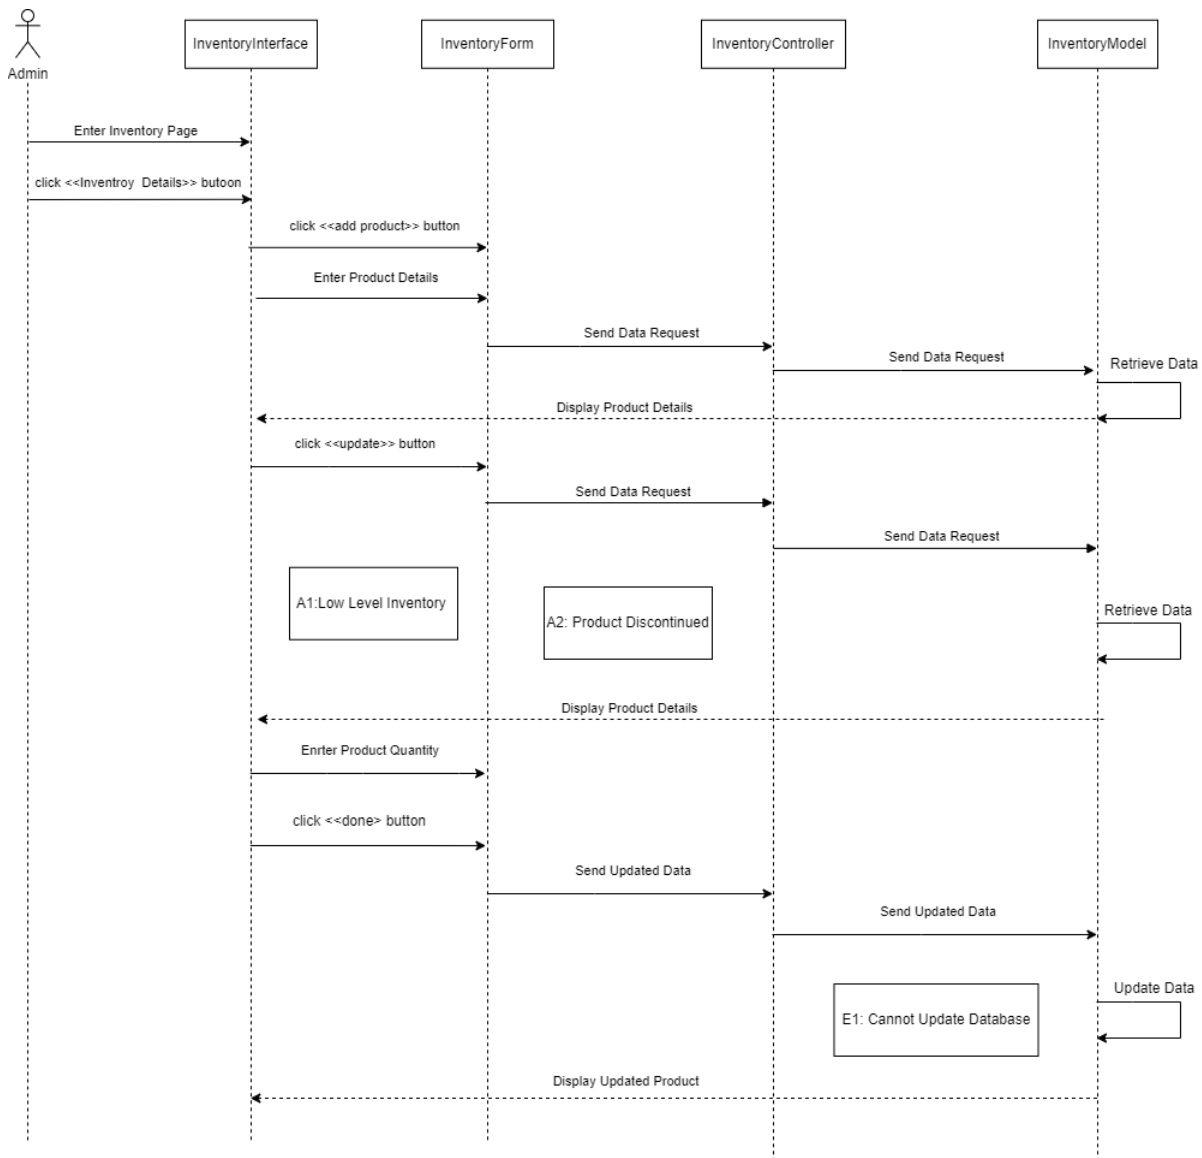 InventoryInterface
InventoryForm
InventoryController
InventoryModel
Admin
Enter Inventory Page
click <<Inventroy Details>> butoon
click <<add product>> button
Enter Product Details
Send Data Request
Send Data Request
Retrieve Data
Display Product Details
click <<update>> button
Send Data Request
Send Data Request
A1:Low Level Inventory
A2: Product Discontinued
Retrieve Data
Display Product Details
Enrter Product Quantity
click <<done> button
Send Updated Data
Send Updated Data
Update Data
E1: Cannot Update Database
Display Updated Product